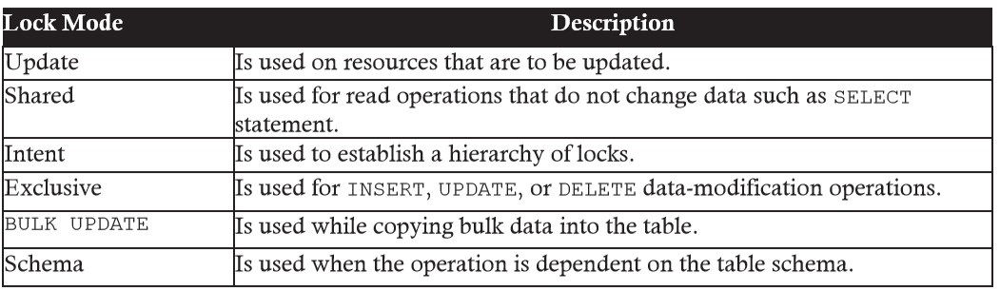 Lock Mode Description
Update Is used on resources that are to be updated.
Shared Is used for read operations that do not change data such as SELECT
statement.
Intent Is used to establish a hierarchy of locks.
Exclusive Is used for INSERT, UPDATE, or DELETE data-modification operations.
BULK UPDATE Is used while copying bulk data into the table.
Schema Is used when the operation is dependent on the table schema.